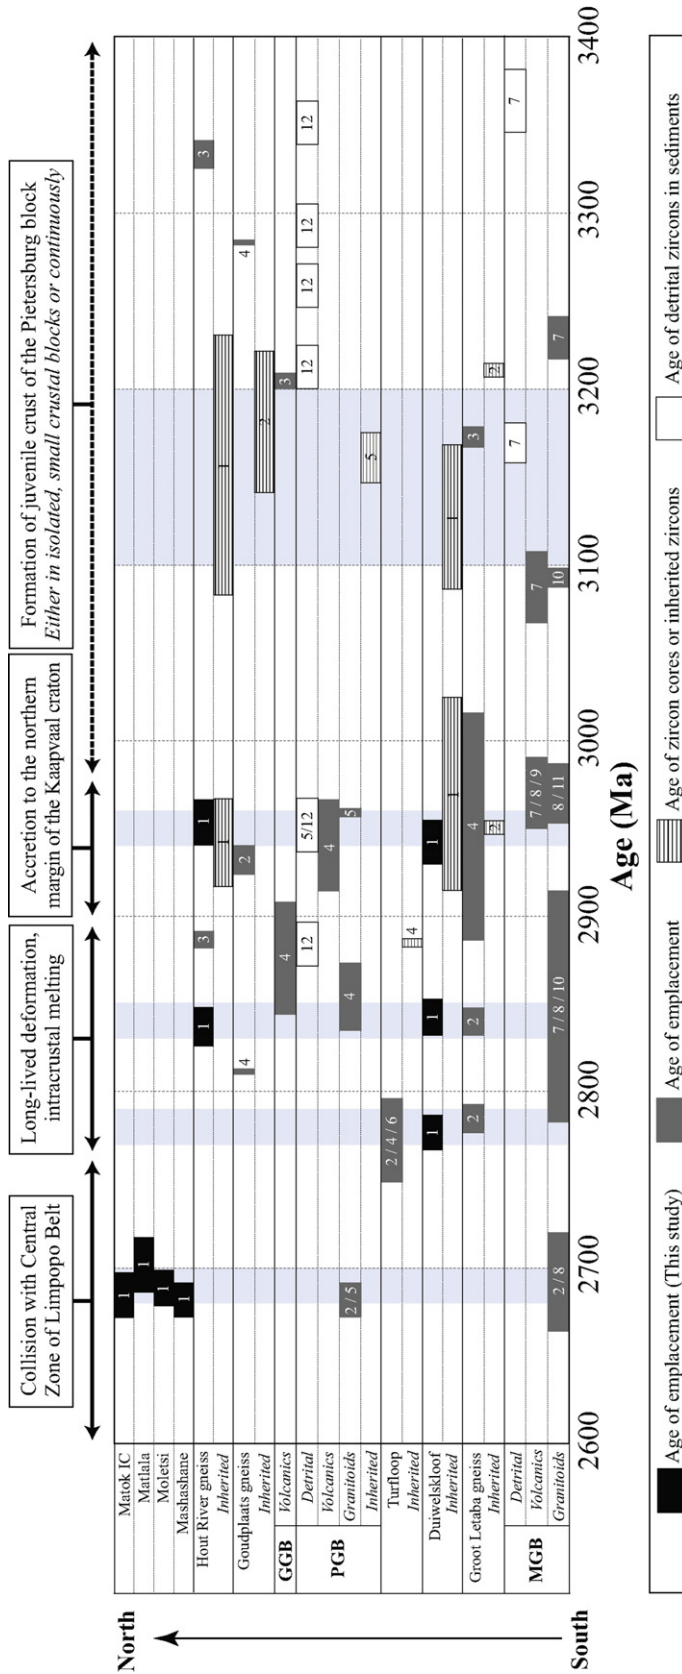 Collision with Central
Zone of Limpopo Belt
Long-lived deformation,
intracrustal melting
Accretion to the northern
margin of the Kaapvaal craton
Formation of juvenile crust of the Pietersburg block
Either in isolated, small crustal blocks or continuously
North
Matok IC
1
Matlala
1
Moletsi
1
Mashashane
1
Hout River gneiss
1
3
1
3
Inherited
1
1
Goudplaats gneiss
4
2
4
Inherited
2
GGB
Volcanics
4
3
PGB
Detrital
12
5/12
12
12
12
12
Volcanics
4
Granitoids
2 / 5
4
5
Inherited
5
Turfloop
2 / 4 / 6
Inherited
4
Duiwelskloof
1
1
1
Inherited
1
1
Groot Letaba gneiss
2
2
4
3
Inherited
2
2
MGB
Detrital
7
7
Volcanics
7 / 8 / 9
7
Granitoids
2 / 8
7 / 8 / 10
8 / 11
10
7
South
2600
2700
2800
2900
3000
3100
3200
3300
3400
Age (Ma)
Age of emplacement (This study)
Age of emplacement
Age of zircon cores or inherited zircons
Age of detrital zircons in sediments